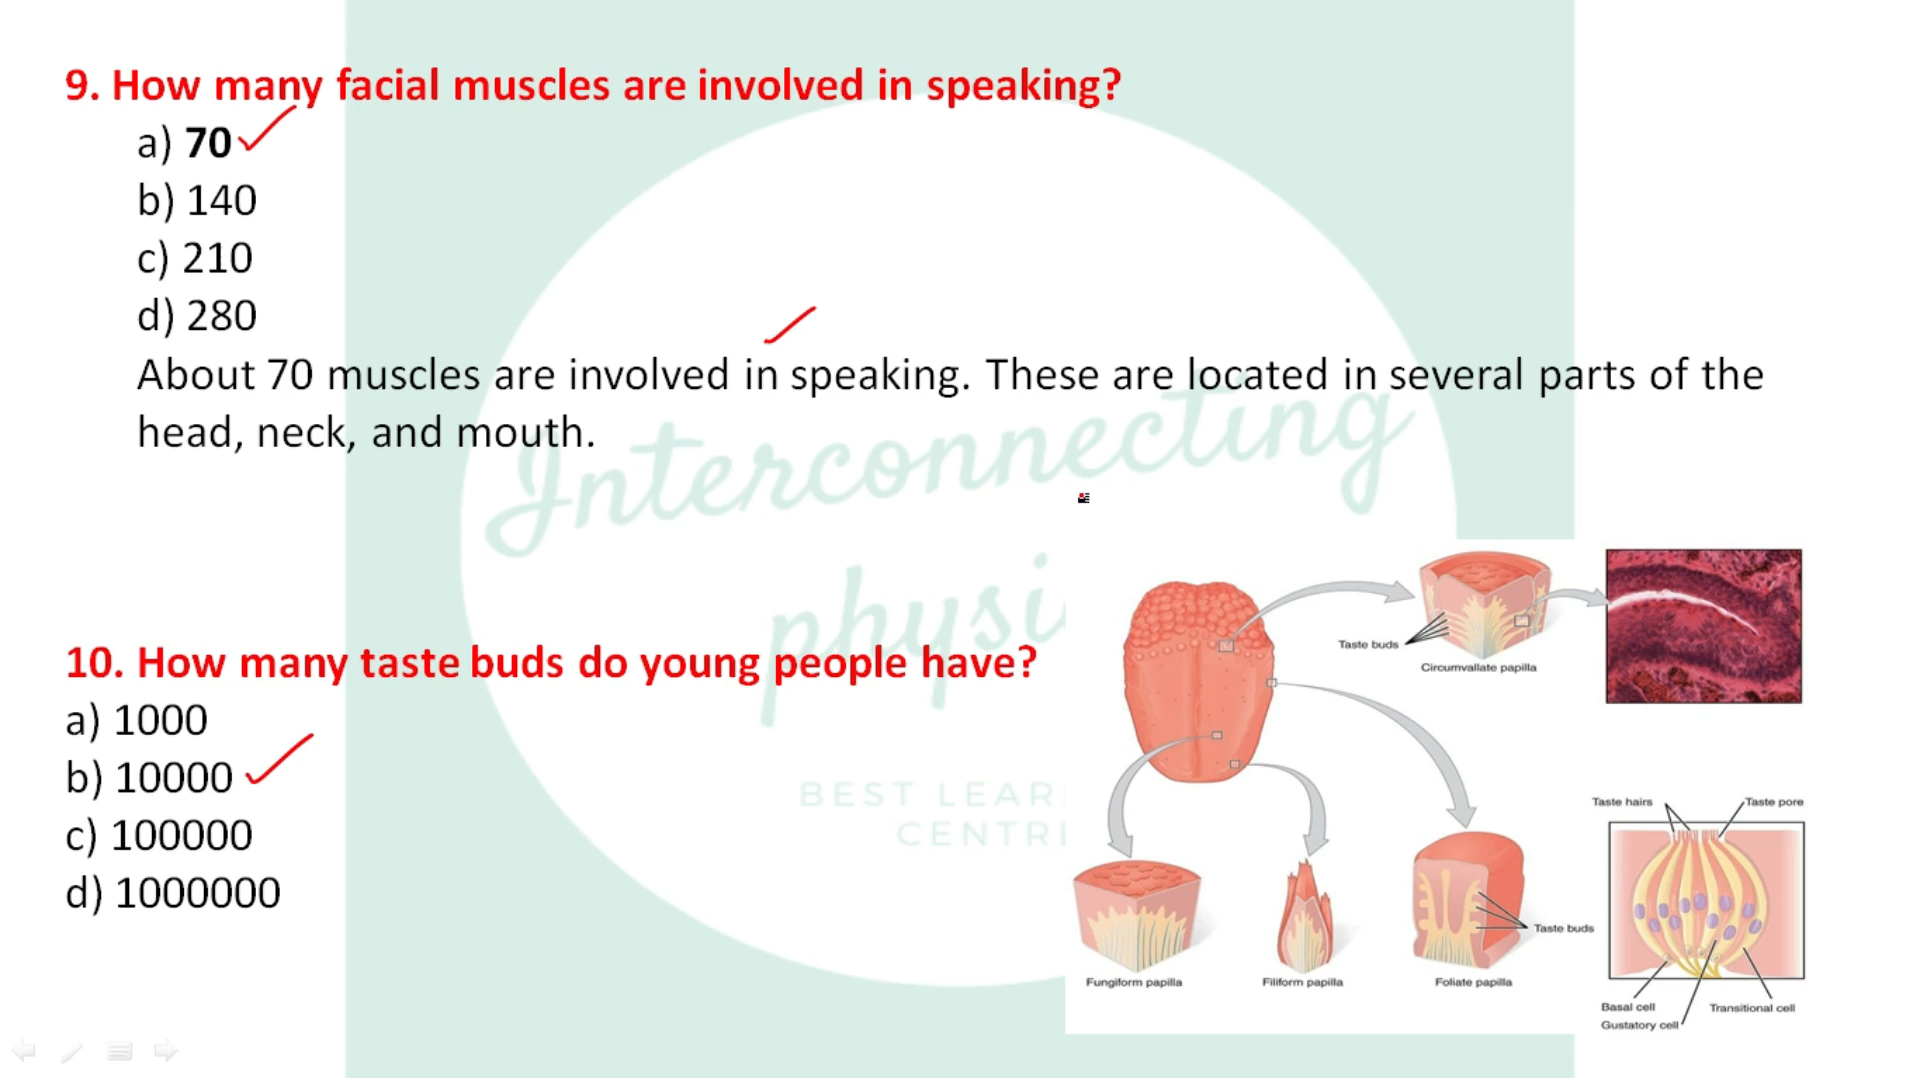 9. How many facial muscles are involved in speaking?
a) 70
b) 140
c) 210
d) 280
About 70 muscles are involved in speaking. These are located in several parts of the
head, neck, and mouth.
Interconnecting
physi
BEST LEAR
CENTR
10. How many taste buds do young people have?
a) 1000
b) 10000
c) 100000
d) 1000000
Taste buds
Circumvallate papilla
Taste hairs
Taste pore
Taste buds
Fungiform papilla
Filiform papilla
Foliate papilla
Basal cell
Transitional cell
Gustatory cell